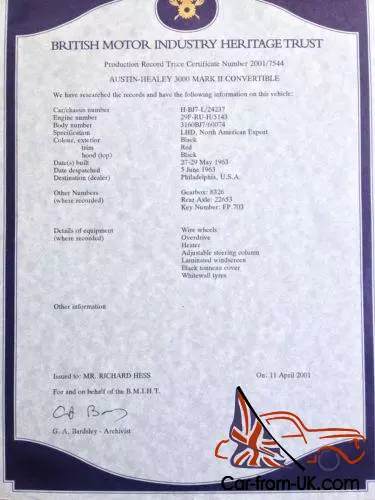 BRITISH MOTOR INDUSTRY HERITAGE TRUST
Production Record Trace Certificate Number 2001/7544
AUSTIN-HEALEY 3000 MARK II CONVERTIBLE
We have researched the records and have the following information on this vehicle:
Car/chassis number H-BJ7-L/24237
Engine number 29F-RU-H/5143
Body number 3160BJ7/60074
Specification LHD, North American Export
Colour, exterior Black
trim Red
hood (top) Black
Date(s) built 27-29 May 1963
Date despatched 5 June 1963
Destination (dealer) Philadelphia, U.S.A.
Other Numbers Gearbox: 8326
(where recorded) Rear Axle: 22653
Key Number: FP 703
Details of equipment Wire wheels
(where recorded) Overdrive
Heater
Adjustable steering column
Laminated windscreen
Black tonneau cover
Whitewall tyres
Other information -
Issued to: MR. RICHARD HESS On: 11 April 2001
For and on behalf of the B.M.I.H.T.
G. A. Bardsley - Archivist
Car-from-UK.com